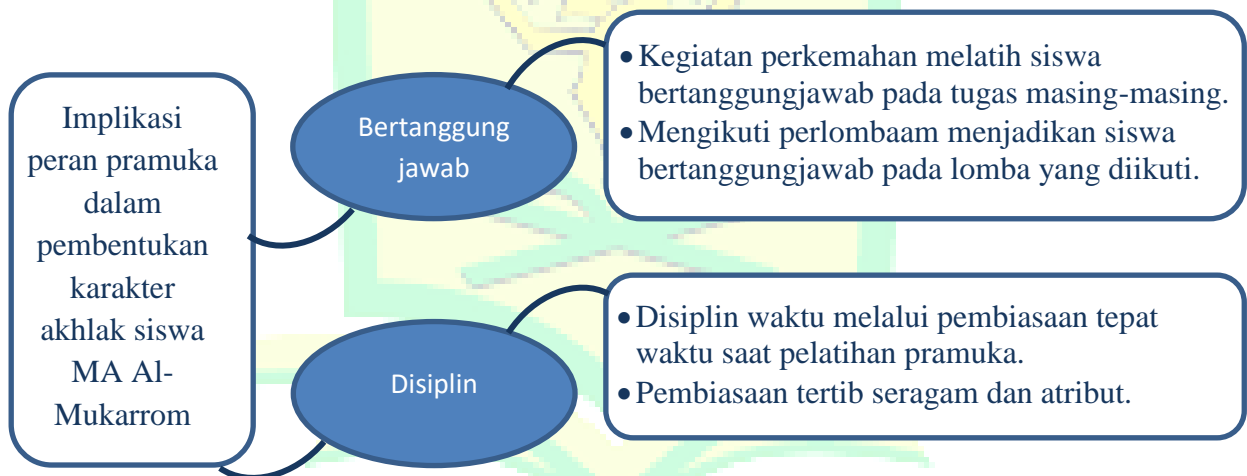 Implikasi
peran pramuka
dalam
pembentukan
karakter
akhlak siswa
MA Al-
Mukarrom
Bertanggung
jawab
• Kegiatan perkemahan melatih siswa
bertanggungjawab pada tugas masing-masing.
• Mengikuti perlombaam menjadikan siswa
bertanggungjawab pada lomba yang diikuti.
Disiplin
• Disiplin waktu melalui pembiasaan tepat
waktu saat pelatihan pramuka.
• Pembiasaan tertib seragam dan atribut.